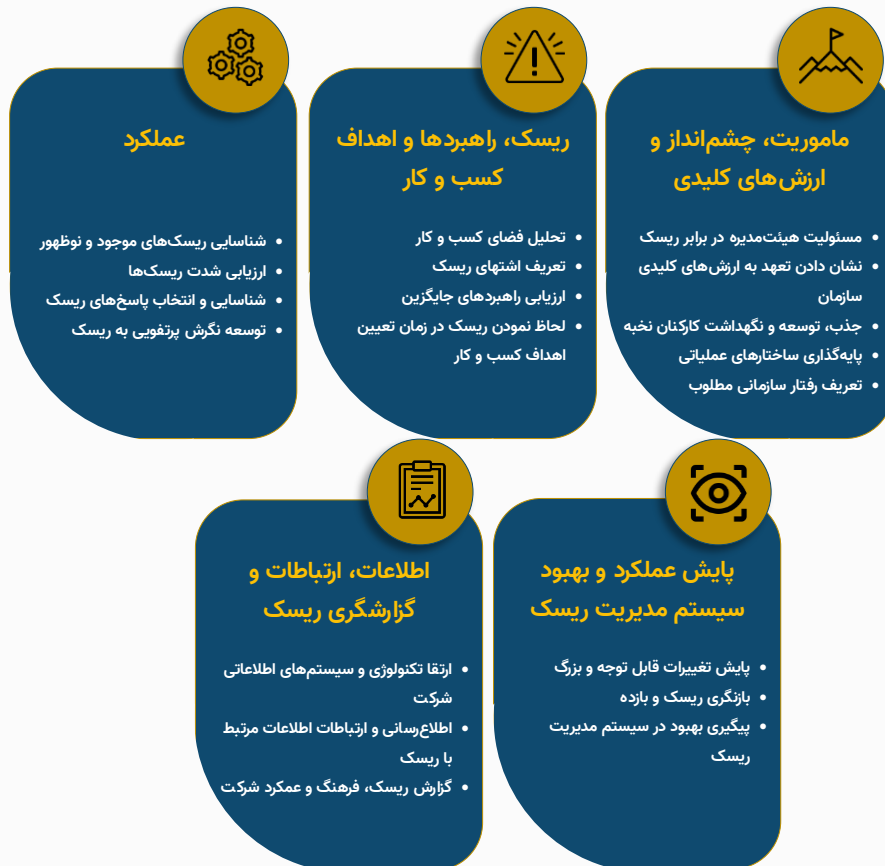 ماموریت، چشم‌انداز و
ارزش‌های کلیدی
• مسئولیت هیئت‌مدیره در برابر ریسک
• نشان دادن تعهد به ارزش‌های کلیدی
سازمان
• جذب، توسعه و نگهداشت کارکنان نخبه
• پایه‌گذاری ساختارهای عملیاتی
• تعریف رفتار سازمانی مطلوب
ریسک، راهبردها و اهداف
کسب و کار
• تحلیل فضای کسب و کار
• تعریف اشتهای ریسک
• ارزیابی راهبردهای جایگزین
• لحاظ نمودن ریسک در زمان تعیین
اهداف کسب و کار
عملکرد
• شناسایی ریسک‌های موجود و نوظهور
• ارزیابی شدت ریسک‌ها
• شناسایی و انتخاب پاسخ‌های ریسک
• توسعه نگرش پرتفویی به ریسک
پایش عملکرد و بهبود
سیستم مدیریت ریسک
• پایش تغییرات قابل توجه و بزرگ
• بازنگری ریسک و بازده
• پیگیری بهبود در سیستم مدیریت
ریسک
اطلاعات، ارتباطات و
گزارشگری ریسک
• ارتقا تکنولوژی و سیستم‌های اطلاعاتی
شرکت
• اطلاع‌رسانی و ارتباطات اطلاعات مرتبط
با ریسک
• گزارش ریسک، فرهنگ و عمکرد شرکت